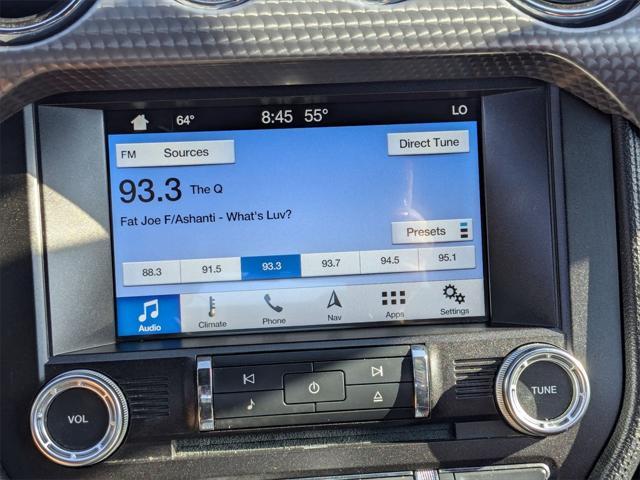 64° 8:45 55° LO
FM Sources Direct Tune
93.3 The Q
Fat Joe F/Ashanti - What's Luv?
Presets
88.3 91.5 93.3 93.7 94.5 95.1
Audio Climate Phone Nav Apps Settings
VOL TUNE